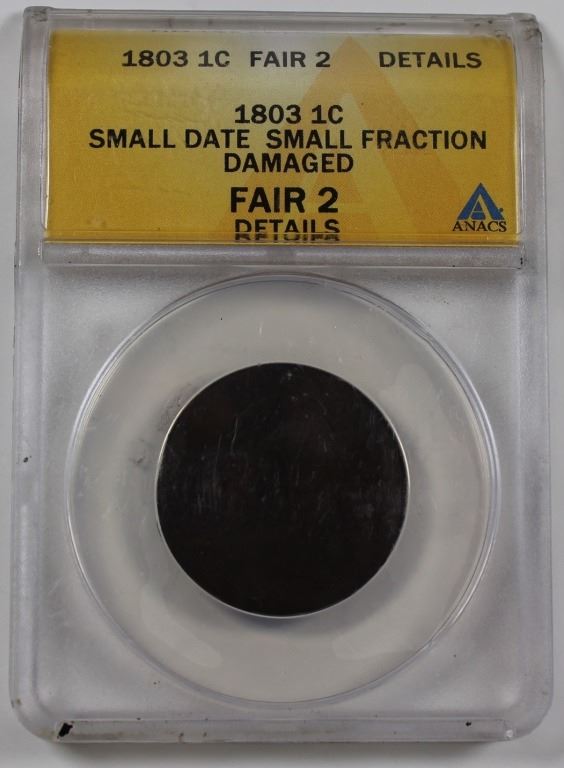 1803 1C FAIR 2 DETAILS
1803 1C
SMALL DATE SMALL FRACTION
DAMAGED
FAIR 2
DETAILS
ANACS